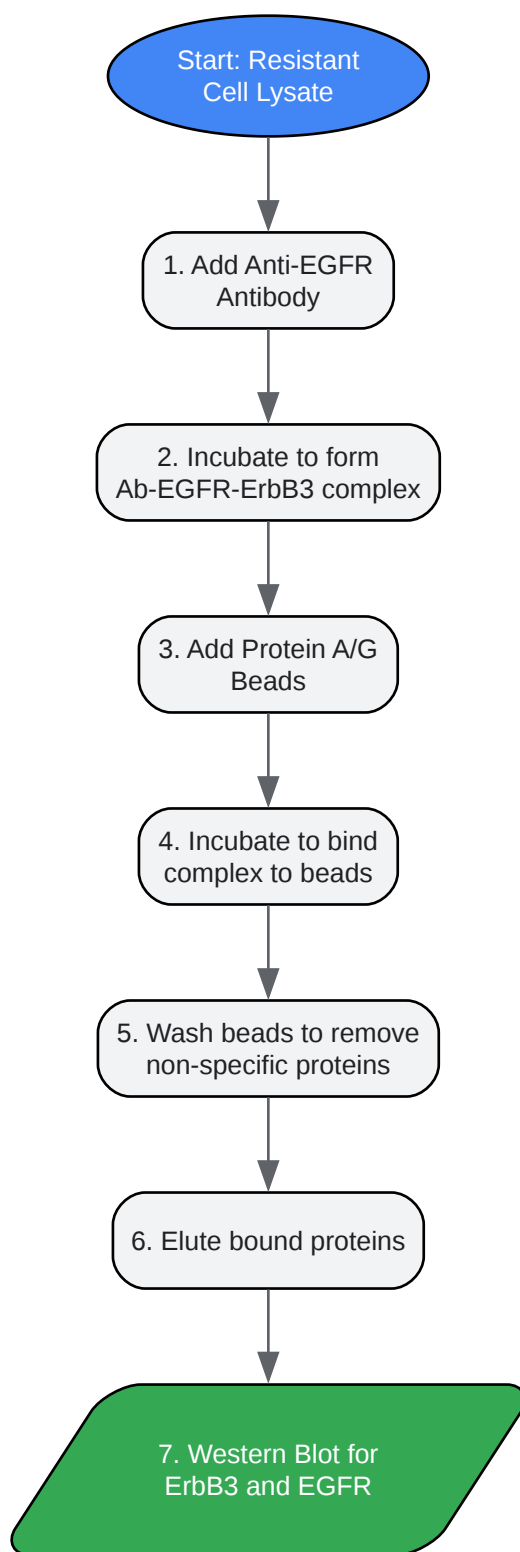 Start: Resistant
Cell Lysate
1. Add Anti-EGFR
Antibody
2. Incubate to form
Ab-EGFR-ErbB3 complex
3. Add Protein A/G
Beads
4. Incubate to bind
complex to beads
5. Wash beads to remove
non-specific proteins
6. Elute bound proteins
7. Western Blot for
ErbB3 and EGFR